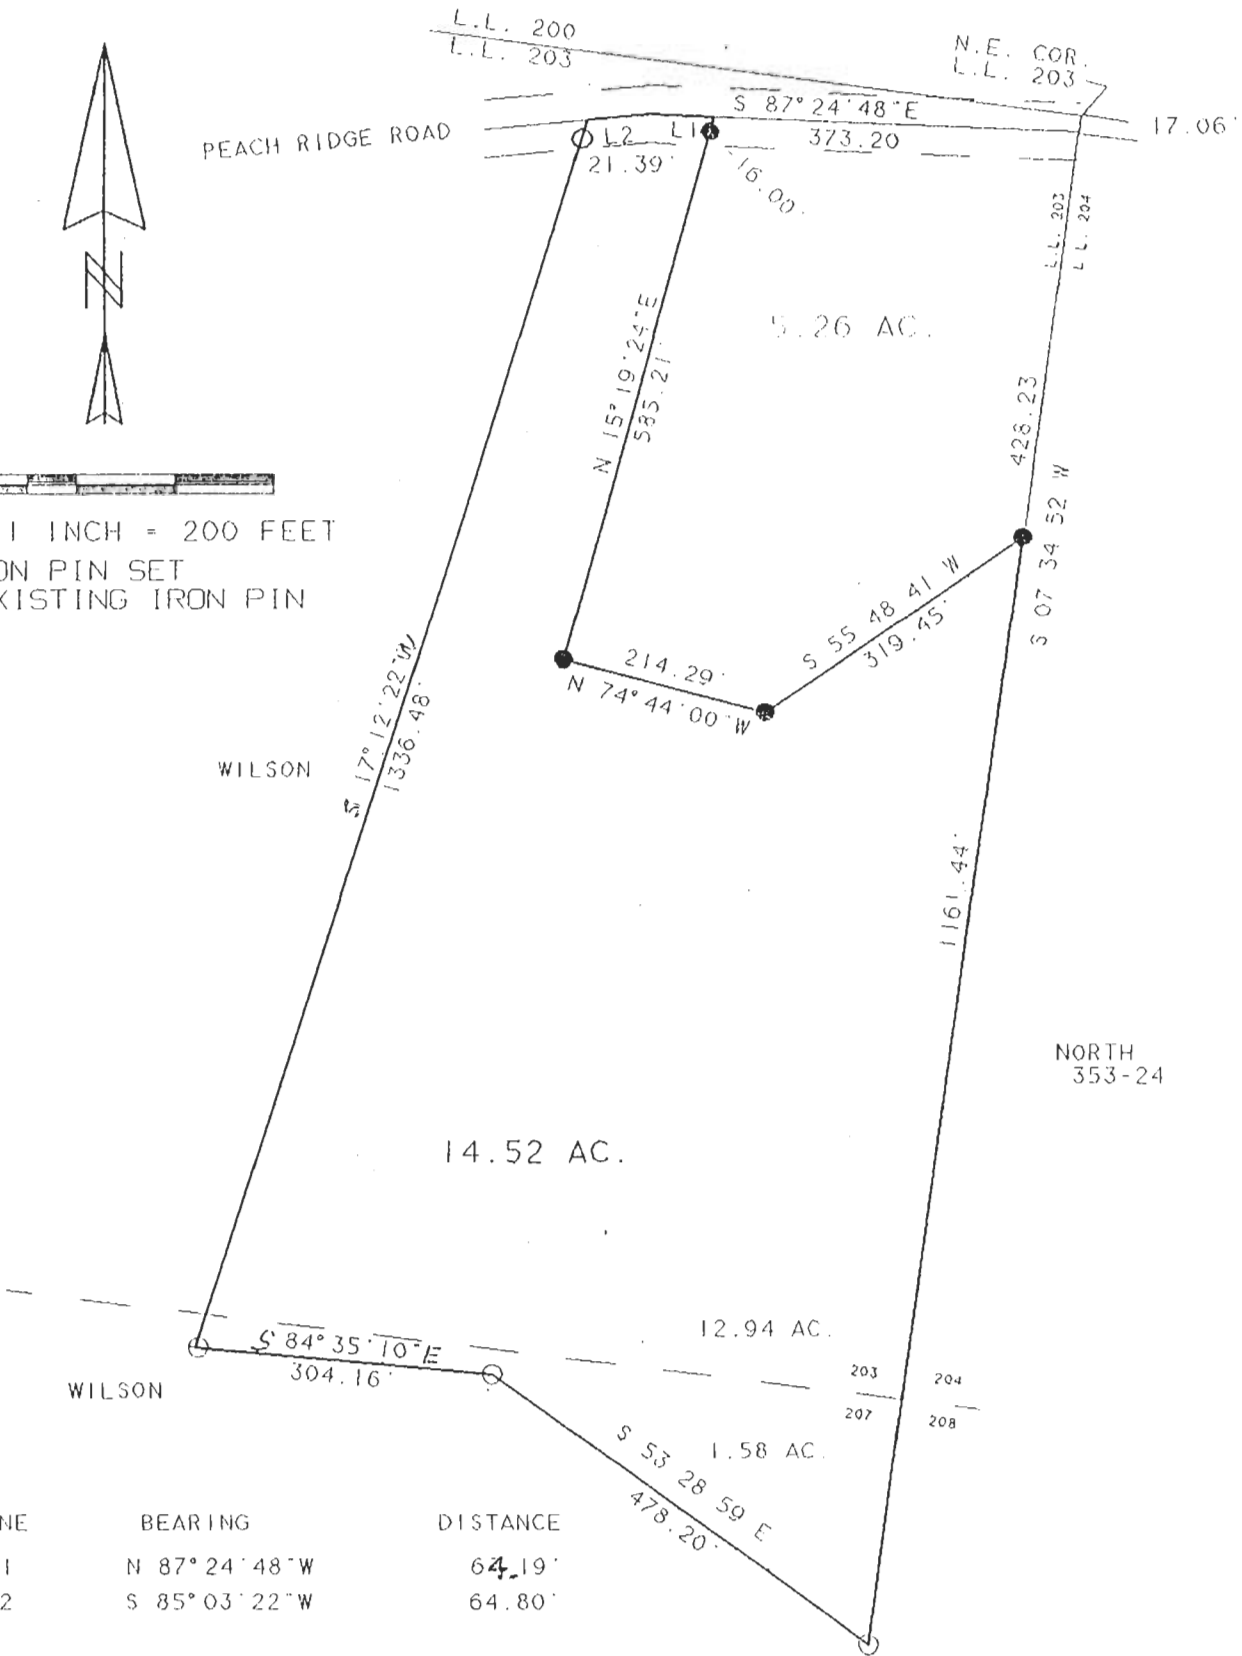 L.L. 200
L.L. 203
N.E. COR.
L.L. 203
S 87° 24' 48" E
373.20
17.06'
PEACH RIDGE ROAD
L2
L1
21.39'
16.00'
L.L. 203
L.L. 204
N
5.26 AC.
N 15° 19' 24" E
585.21'
428.23
S 07 34 52 W
1 INCH = 200 FEET
ON PIN SET
XISTING IRON PIN
S 55 48 41 W
319.45'
214.29'
N 74° 44' 00" W
S 17° 12' 22" W
1336.48'
WILSON
1161.44'
NORTH
353-24
14.52 AC.
12.94 AC.
S 84° 35' 10" E
304.16'
203
204
207
208
WILSON
1.58 AC.
S 53 28 59 E
478.20'
NE BEARING DISTANCE
1 N 87° 24' 48" W 64.19'
2 S 85° 03' 22" W 64.80'